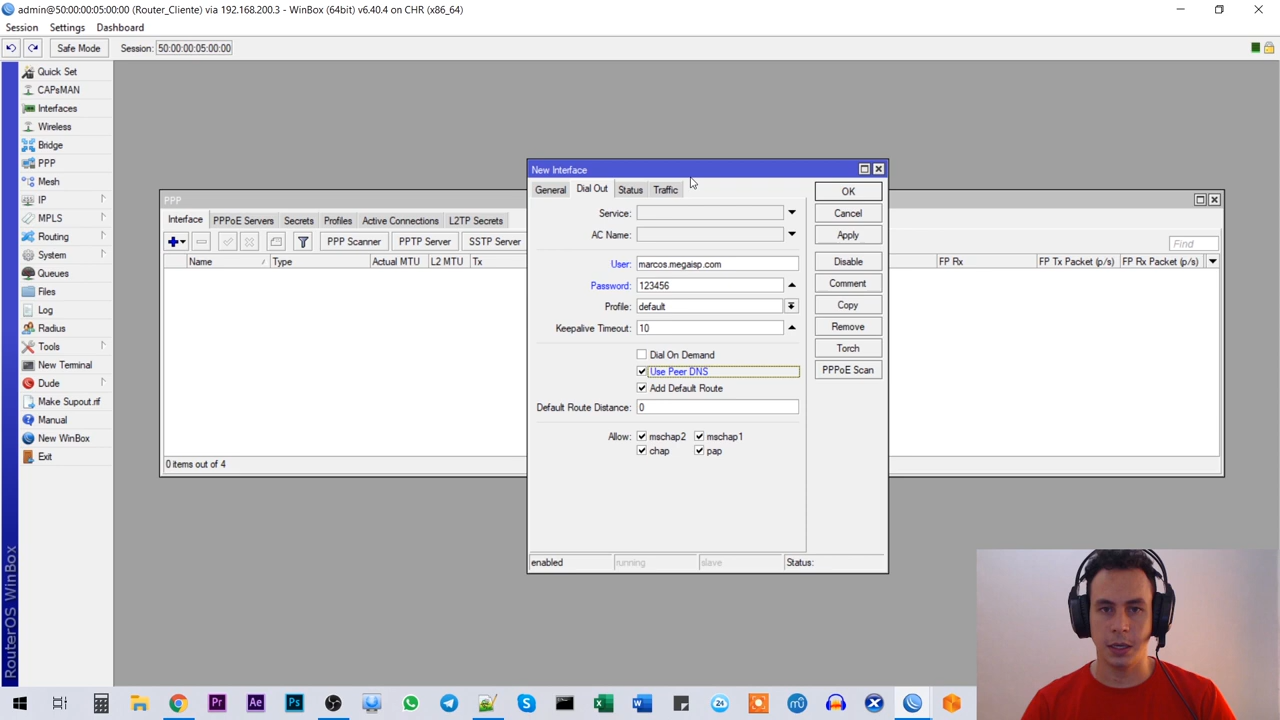 admin@50:00:00:05:00:00 (Router_Cliente) via 192.168.200.3 - WinBox (64bit) v6.40.4 on CHR (x86_64)
Session Settings Dashboard
Safe Mode Session: 50:00:00:05:00:00
Quick Set
CAPsMAN
Interfaces
Wireless
Bridge
PPP
Mesh
IP
MPLS
Routing
System
Queues
Files
Log
Radius
Tools
New Terminal
Dude
Make Supout.rif
Manual
New WinBox
Exit
RouterOS WinBox
PPP
Interface PPPoE Servers Secrets Profiles Active Connections L2TP Secrets
PPP Scanner PPTP Server SSTP Server
Find
Name Type Actual MTU L2 MTU Tx FP Rx FP Tx Packet (p/s) FP Rx Packet (p/s)
0 items out of 4
New Interface
General Dial Out Status Traffic
Service:
AC Name:
User: marcos.megaisp.com
Password: 123456
Profile: default
Keepalive Timeout: 10
Dial On Demand
Use Peer DNS
Add Default Route
Default Route Distance: 0
Allow: mschap2 mschap1
chap pap
OK
Cancel
Apply
Disable
Comment
Copy
Remove
Torch
PPPoE Scan
enabled running slave Status:
Pr Ae Ps 24